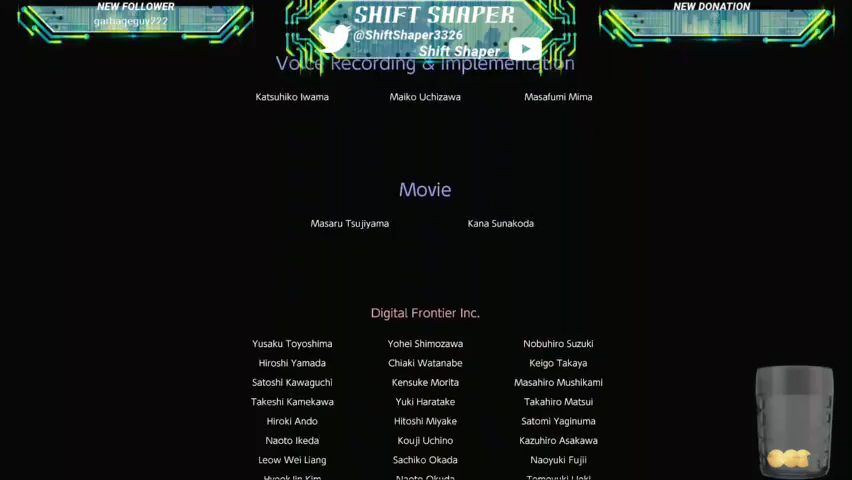 NEW FOLLOWER
garbageguy222
SHIFT SHAPER
@ShiftShaper3326
Shift Shaper
NEW DONATION
Voice Recording & Implementation
Katsuhiko Iwama Maiko Uchizawa Masafumi Mima
Movie
Masaru Tsujiyama Kana Sunakoda
Digital Frontier Inc.
Yusaku Toyoshima Yohei Shimozawa Nobuhiro Suzuki
Hiroshi Yamada Chiaki Watanabe Keigo Takaya
Satoshi Kawaguchi Kensuke Morita Masahiro Mushikami
Takeshi Kamekawa Yuki Haratake Takahiro Matsui
Hiroki Ando Hitoshi Miyake Satomi Yaginuma
Naoto Ikeda Kouji Uchino Kazuhiro Asakawa
Leow Wei Liang Sachiko Okada Naoyuki Fujii
Naoto Okuda